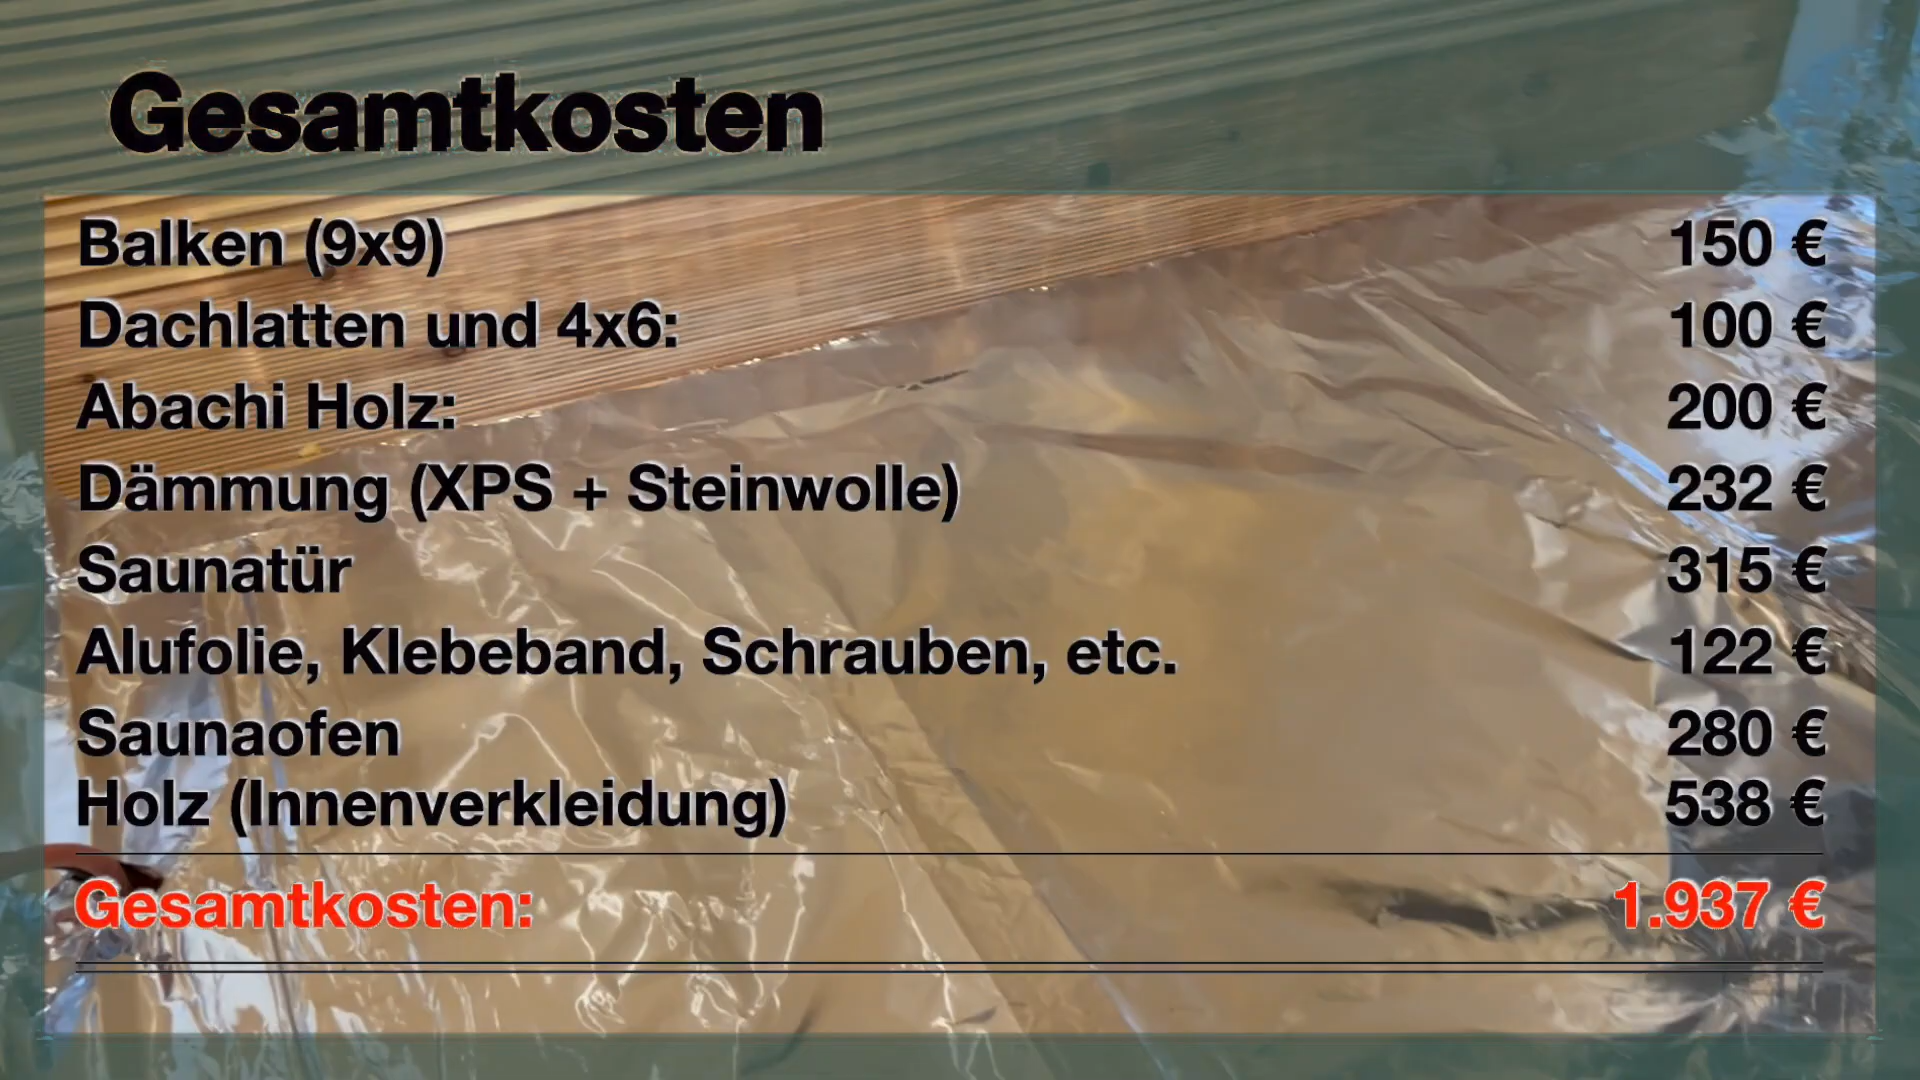 Gesamtkosten
Balken (9x9) 150 €
Dachlatten und 4x6: 100 €
Abachi Holz: 200 €
Dämmung (XPS + Steinwolle) 232 €
Saunatür 315 €
Alufolie, Klebeband, Schrauben, etc. 122 €
Saunaofen 280 €
Holz (Innenverkleidung) 538 €
Gesamtkosten: 1.937 €